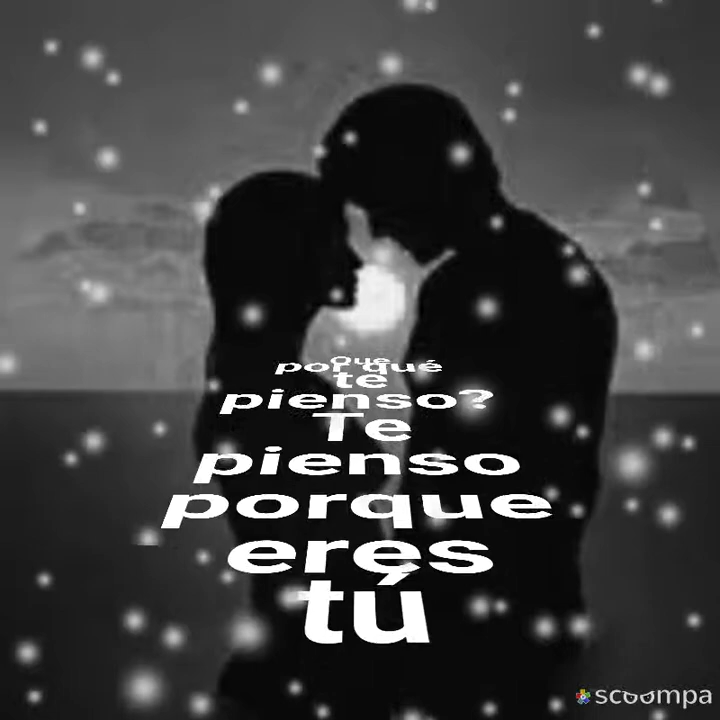 Que
por qué
te
pienso?
Te
pienso
porque
eres
tú
scoompa